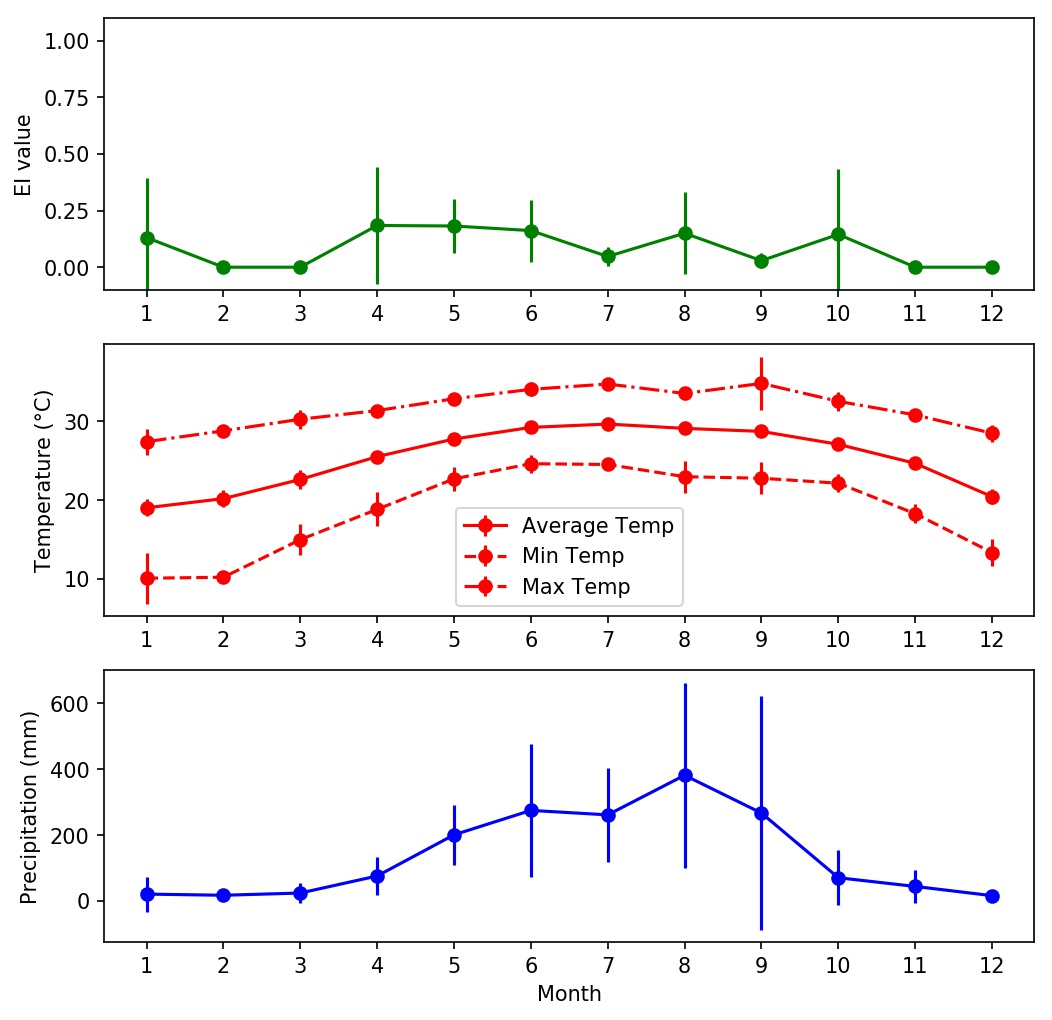 1.00
0.75
0.50
0.25
0.00
EI value
1 2 3 4 5 6 7 8 9 10 11 12
30
20
10
Temperature (°C)
Average Temp
Min Temp
Max Temp
1 2 3 4 5 6 7 8 9 10 11 12
600
400
200
0
Precipitation (mm)
1 2 3 4 5 6 7 8 9 10 11 12
Month